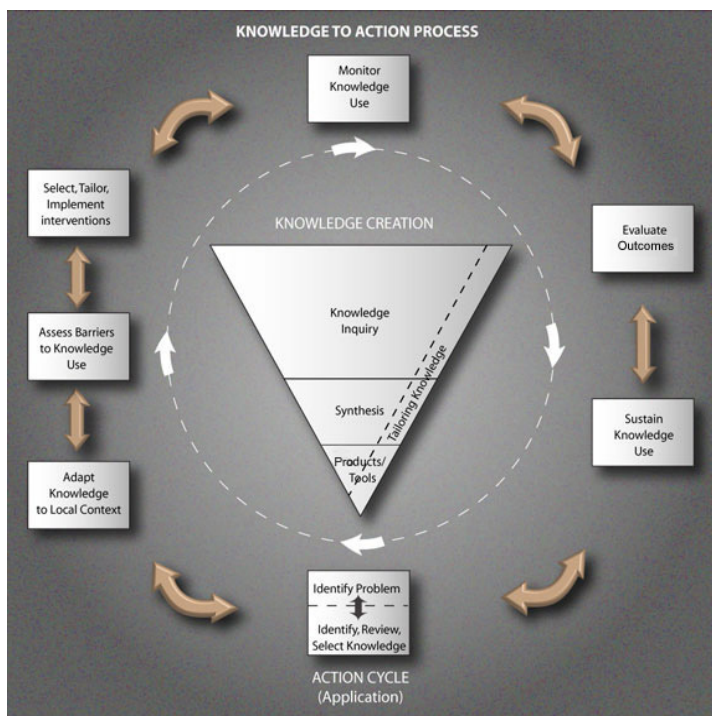 KNOWLEDGE TO ACTION PROCESS
Monitor
Knowledge
Use
Select, Tailor,
Implement
interventions
KNOWLEDGE CREATION
Evaluate
Outcomes
Knowledge
Inquiry
Assess Barriers
to Knowledge
Use
Tailoring Knowledge
Synthesis
Sustain
Knowledge
Use
Products/
Tools
Adapt
Knowledge
to Local Context
Identify Problem
Identify, Review,
Select Knowledge
ACTION CYCLE
(Application)